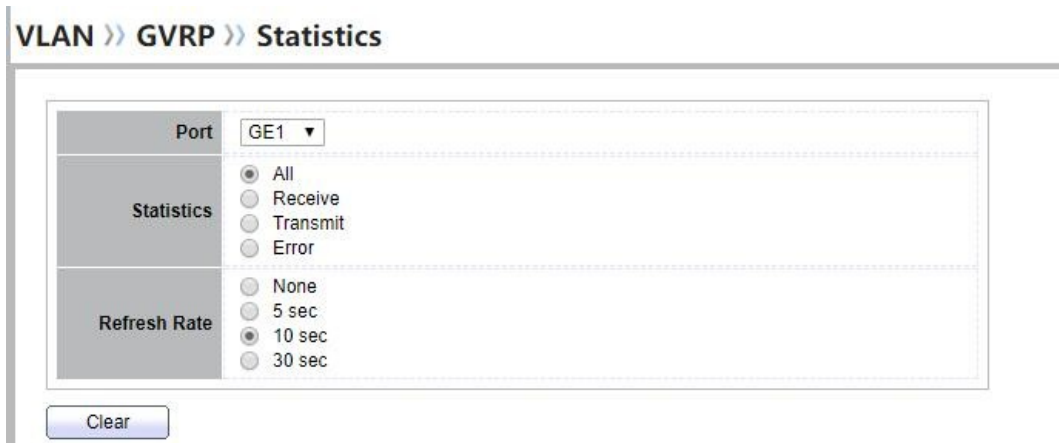 VLAN » GVRP » Statistics
Port GE1 ▼
Statistics
All
Receive
Transmit
Error
Refresh Rate
None
5 sec
10 sec
30 sec
Clear